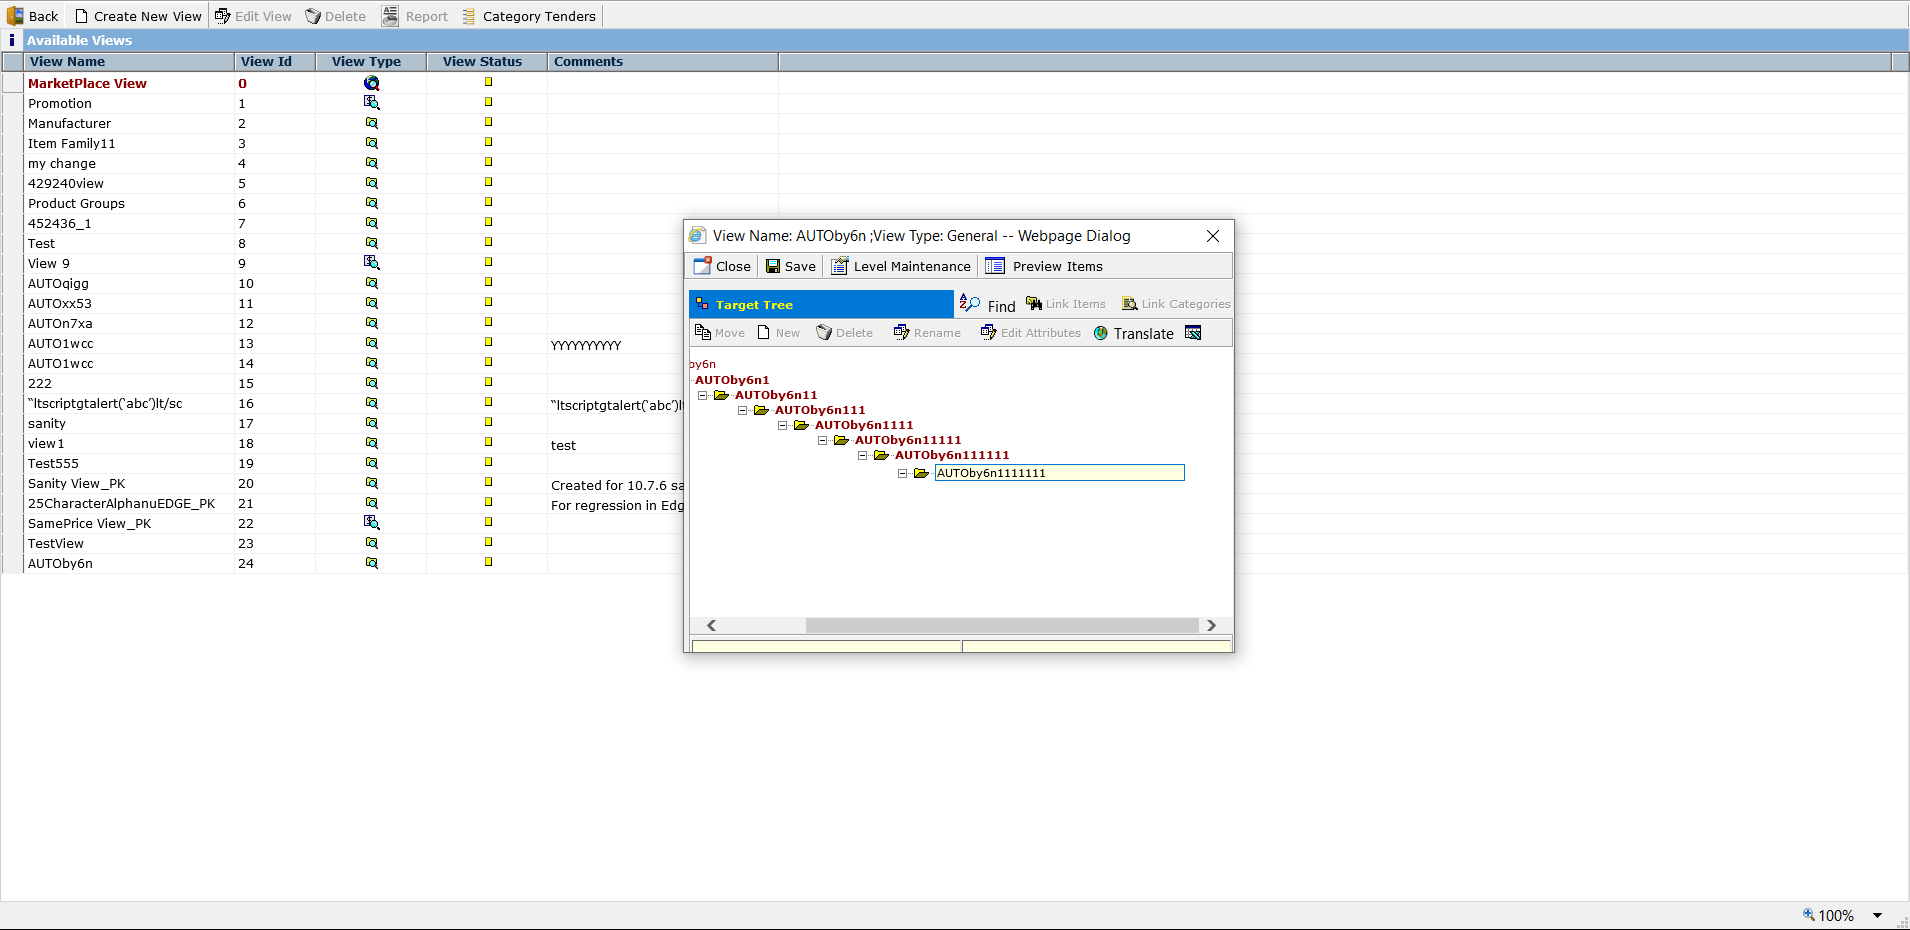 Back Create New View Edit View Delete Report Category Tenders
i Available Views
View Name View Id View Type View Status Comments
MarketPlace View 0
Promotion 1
Manufacturer 2
Item Family11 3
my change 4
429240view 5
Product Groups 6
452436_1 7
Test 8
View 9 9
AUTOqigg 10
AUTOxx53 11
AUTOn7xa 12
AUTO1wcc 13 YYYYYYYYYY
AUTO1wcc 14
222 15
“ltscriptgtalert(‘abc’)lt/sc 16 “ltscriptgtalert(‘abc’)lt
sanity 17
view1 18 test
Test555 19
Sanity View_PK 20 Created for 10.7.6 sa
25CharacterAlphanuEDGE_PK 21 For regression in Edg
SamePrice View_PK 22
TestView 23
AUTOby6n 24
View Name: AUTOby6n ;View Type: General -- Webpage Dialog
Close Save Level Maintenance Preview Items
Target Tree Find Link Items Link Categories
Move New Delete Rename Edit Attributes Translate
by6n
AUTOby6n1
AUTOby6n11
AUTOby6n111
AUTOby6n1111
AUTOby6n11111
AUTOby6n111111
AUTOby6n1111111
100%